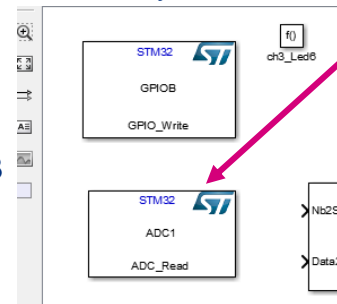 f()
STM32
ch3_Led6
GPIOB
GPIO_Write
STM32
ADC1
ADC_Read